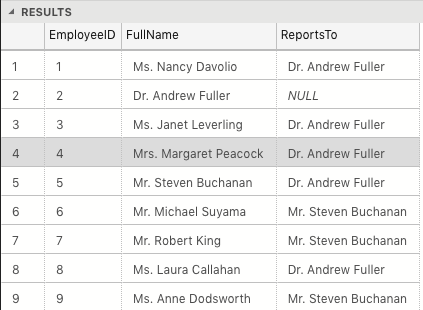 RESULTS
EmployeeID FullName ReportsTo
1 1 Ms. Nancy Davolio Dr. Andrew Fuller
2 2 Dr. Andrew Fuller NULL
3 3 Ms. Janet Leverling Dr. Andrew Fuller
4 4 Mrs. Margaret Peacock Dr. Andrew Fuller
5 5 Mr. Steven Buchanan Dr. Andrew Fuller
6 6 Mr. Michael Suyama Mr. Steven Buchanan
7 7 Mr. Robert King Mr. Steven Buchanan
8 8 Ms. Laura Callahan Dr. Andrew Fuller
9 9 Ms. Anne Dodsworth Mr. Steven Buchanan